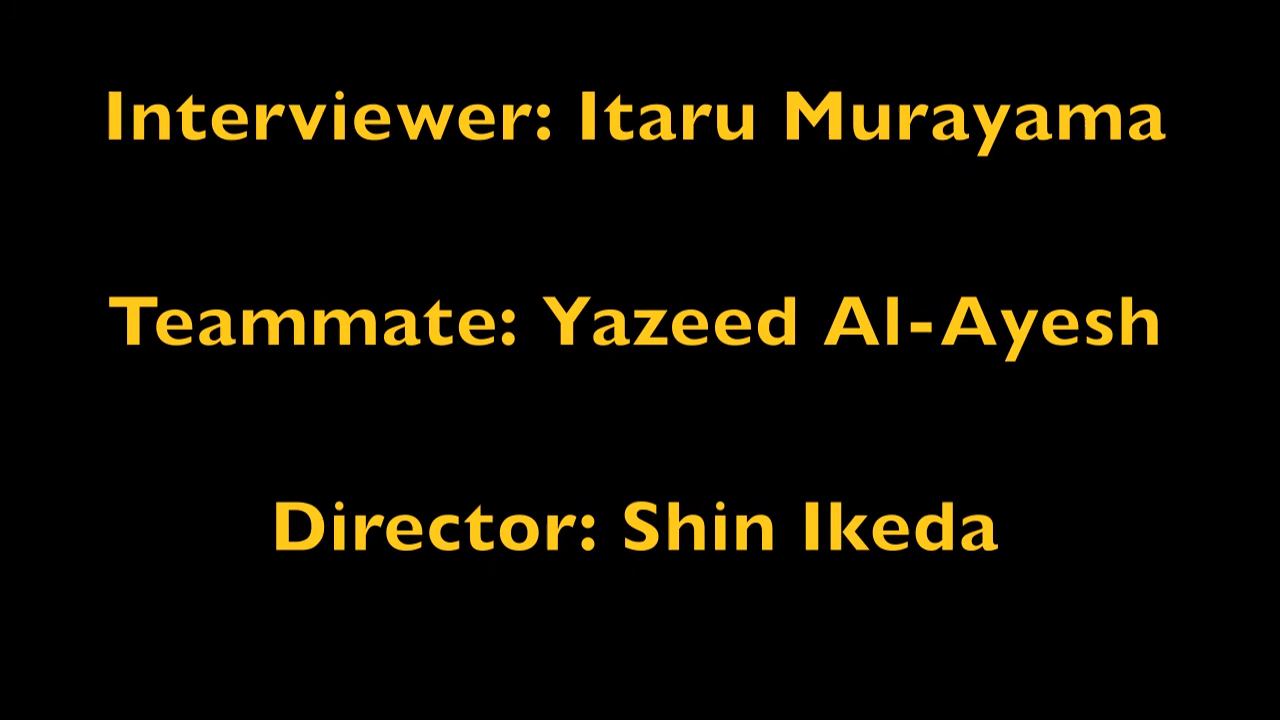 Interviewer: Itaru Murayama
Teammate: Yazeed Al-Ayesh
Director: Shin Ikeda